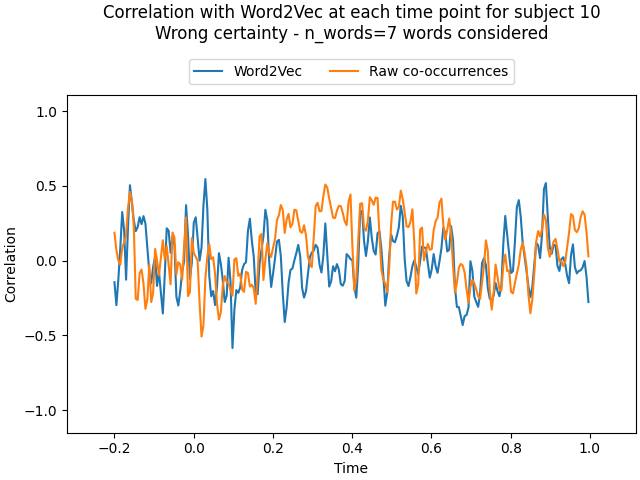 Correlation with Word2Vec at each time point for subject 10
Wrong certainty - n_words=7 words considered
Word2Vec
Raw co-occurrences
1.0
0.5
0.0
−0.5
−1.0
Correlation
−0.2
0.0
0.2
0.4
0.6
0.8
1.0
Time